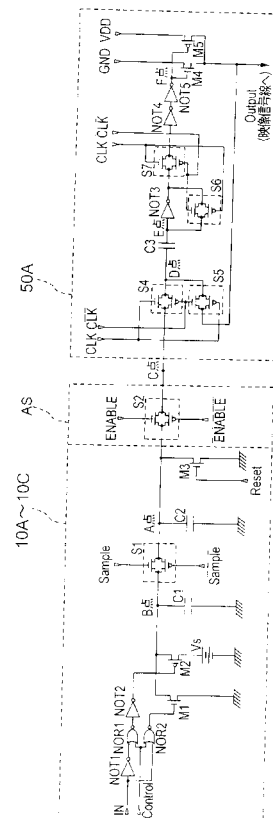 10A~10C
AS
50A
IN
NOT1
NOR1
NOT2
Control
NOR2
M1
M2
Vs
B点
C1
Sample
S1
Sample
A点
C2
M3
Reset
ENABLE
S2
ENABLE
C点
CLK CLK
S4
S5
D点
C3
E点
NOT3
S6
S7
CLK CLK
NOT4
NOT5
F点
GND VDD
M4
M5
Output
(映像信号線へ)